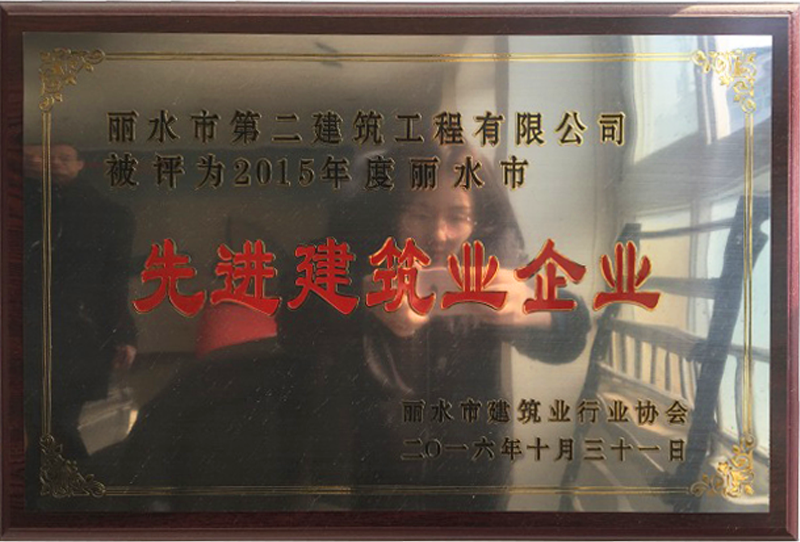 丽水市第二建筑工程有限公司
被评为2015年度丽水市
先进建筑业企业
丽水市建筑业行业协会
二〇一六年十月三十一日